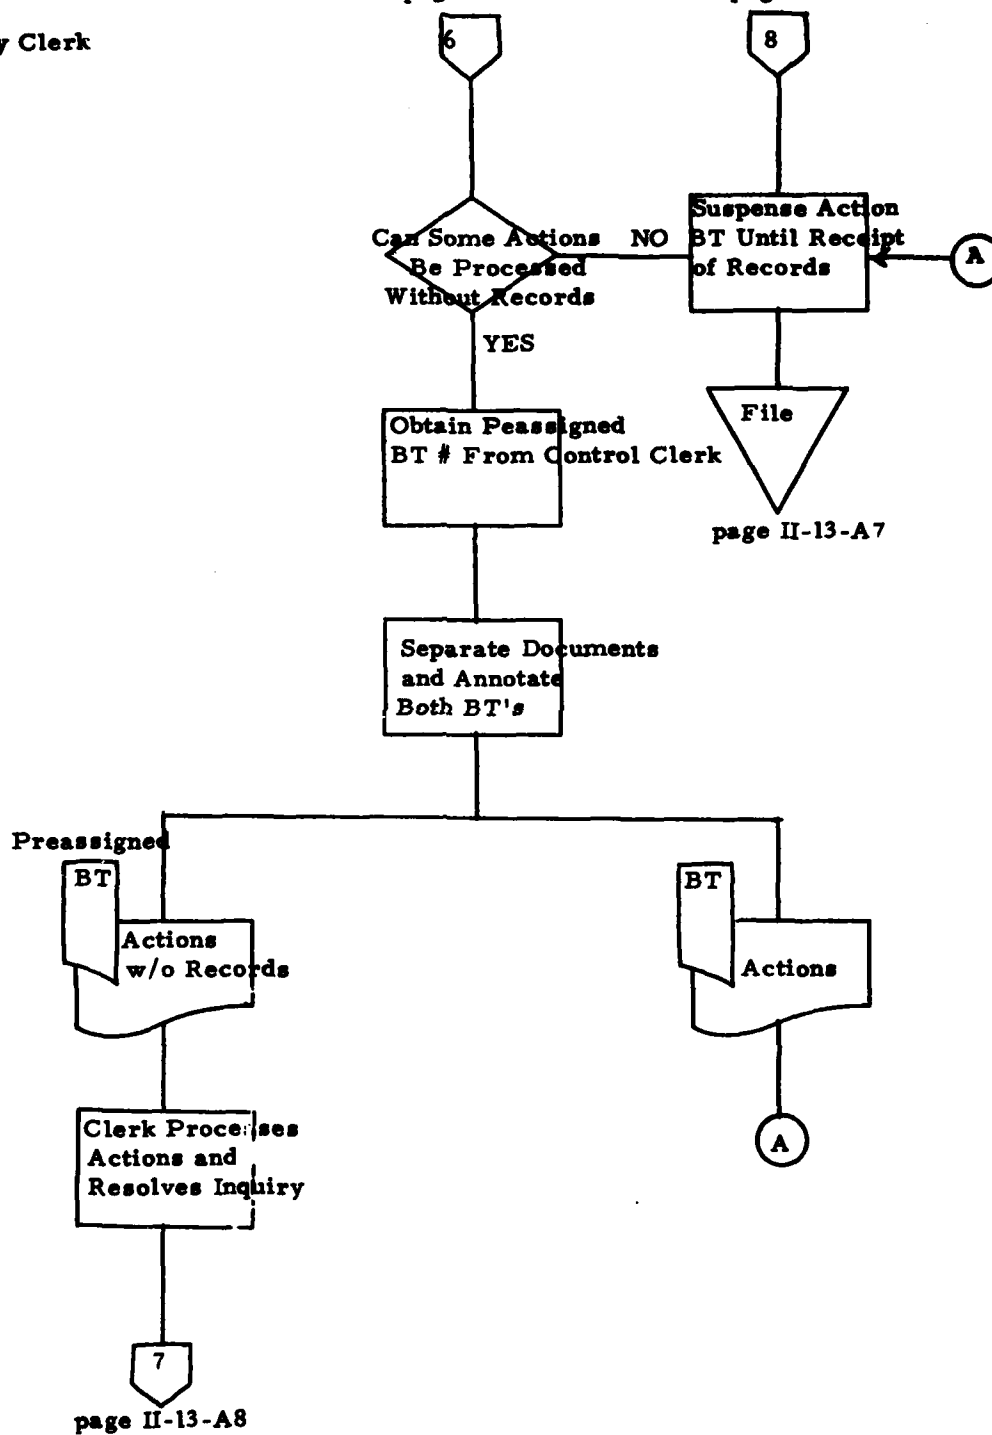 y Clerk
6
8
Can Some Actions
Be Processed
Without Records
NO
Suspense Action
BT Until Receipt
of Records
A
YES
File
page II-13-A7
Obtain Peassigned
BT # From Control Clerk
Separate Documents
and Annotate
Both BT's
Preassigned
BT
Actions
w/o Records
BT
Actions
Clerk Processes
Actions and
Resolves Inquiry
A
7
page II-13-A8